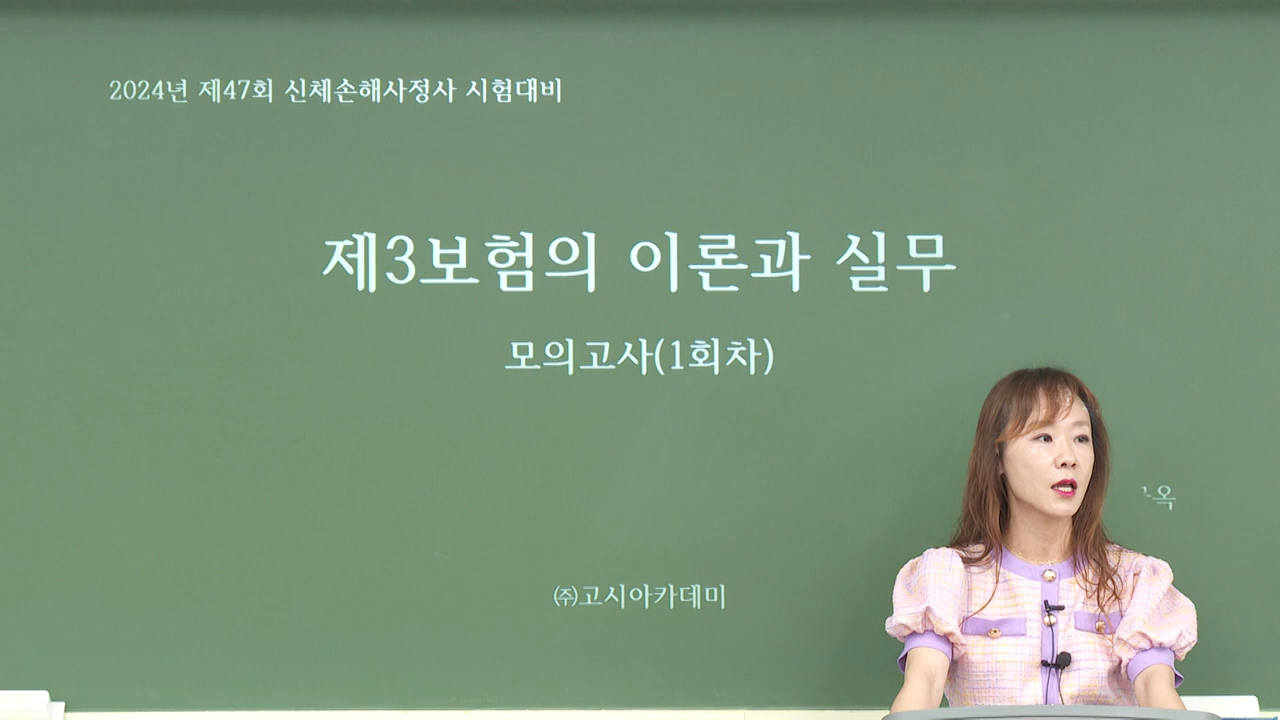 2024년 제47회 신체손해사정사 시험대비
제3보험의 이론과 실무
모의고사(1회차)
㈜고시아카데미